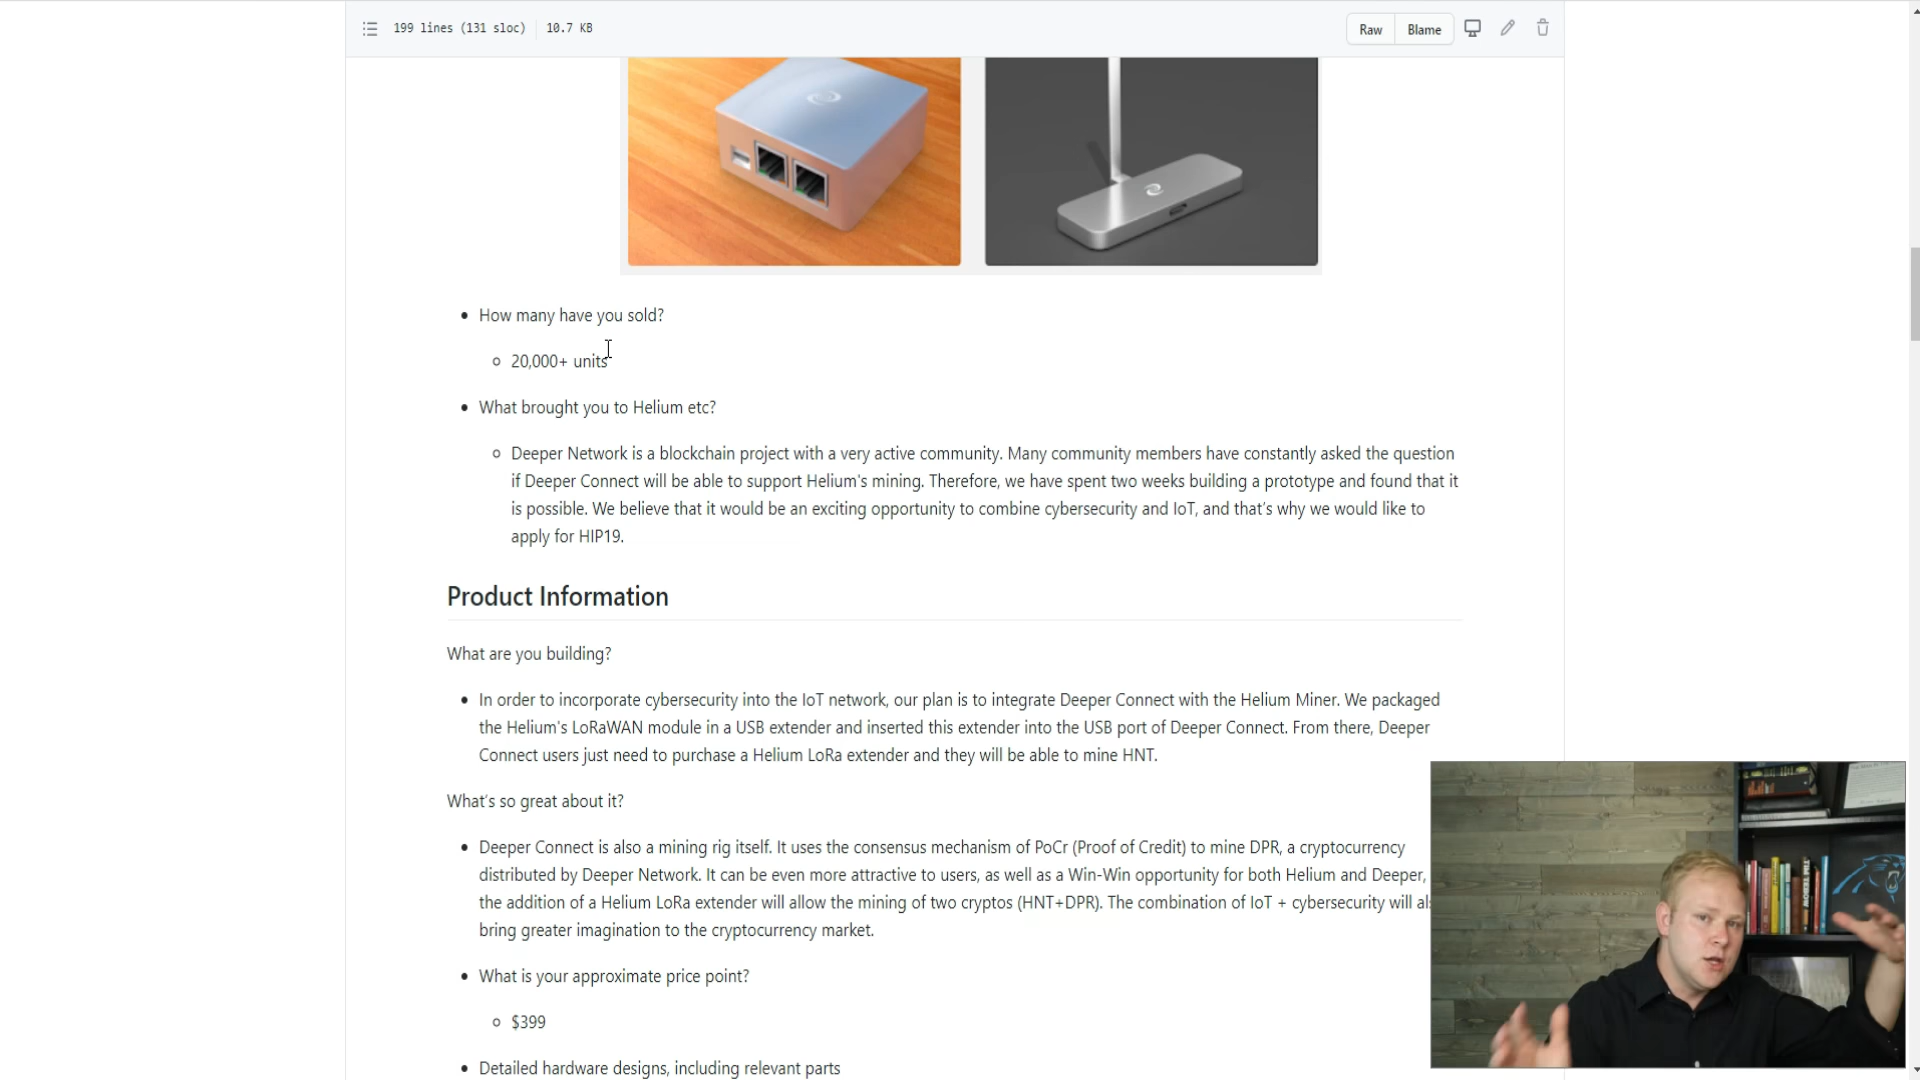 199 lines (131 sloc) 10.7 KB Raw Blame
• How many have you sold?
○ 20,000+ units
• What brought you to Helium etc?
○ Deeper Network is a blockchain project with a very active community. Many community members have constantly asked the question
if Deeper Connect will be able to support Helium's mining. Therefore, we have spent two weeks building a prototype and found that it
is possible. We believe that it would be an exciting opportunity to combine cybersecurity and IoT, and that's why we would like to
apply for HIP19.
Product Information
What are you building?
• In order to incorporate cybersecurity into the IoT network, our plan is to integrate Deeper Connect with the Helium Miner. We packaged
the Helium's LoRaWAN module in a USB extender and inserted this extender into the USB port of Deeper Connect. From there, Deeper
Connect users just need to purchase a Helium LoRa extender and they will be able to mine HNT.
What's so great about it?
• Deeper Connect is also a mining rig itself. It uses the consensus mechanism of PoCr (Proof of Credit) to mine DPR, a cryptocurrency
distributed by Deeper Network. It can be even more attractive to users, as well as a Win-Win opportunity for both Helium and Deeper,
the addition of a Helium LoRa extender will allow the mining of two cryptos (HNT+DPR). The combination of IoT + cybersecurity will
bring greater imagination to the cryptocurrency market.
• What is your approximate price point?
○ $399
• Detailed hardware designs, including relevant parts